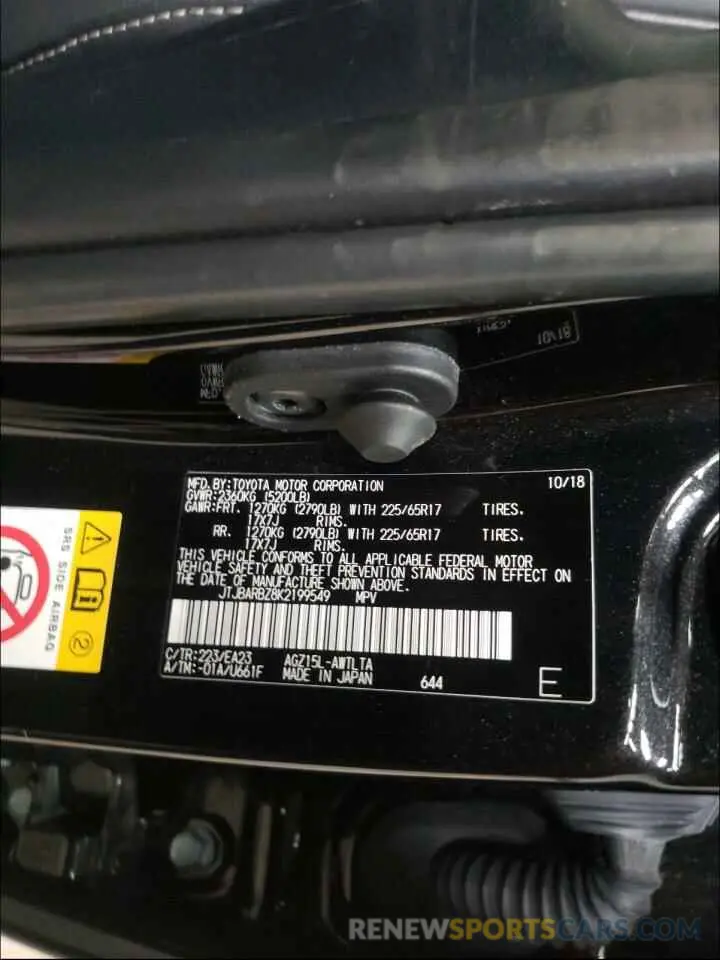 MFD. BY: TOYOTA MOTOR CORPORATION 10/18
GVWR: 2360KG (5200LB)
GAWR: FRT. 1270KG (2790LB) WITH 225/65R17 TIRES.
17X7J RIMS.
RR. 1270KG (2790LB) WITH 225/65R17 TIRES.
17X7J RIMS.
THIS VEHICLE CONFORMS TO ALL APPLICABLE FEDERAL MOTOR
VEHICLE SAFETY AND THEFT PREVENTION STANDARDS IN EFFECT ON
THE DATE OF MANUFACTURE SHOWN ABOVE.
JTJBARBZ8K2199549 MPV
C/TR: 223/EA23 AGZ15L-AWTLTA
A/TM: -01A/U661F MADE IN JAPAN 644 E
SRS SIDE AIRBAG
2
RENEWSPORTSCARS.COM